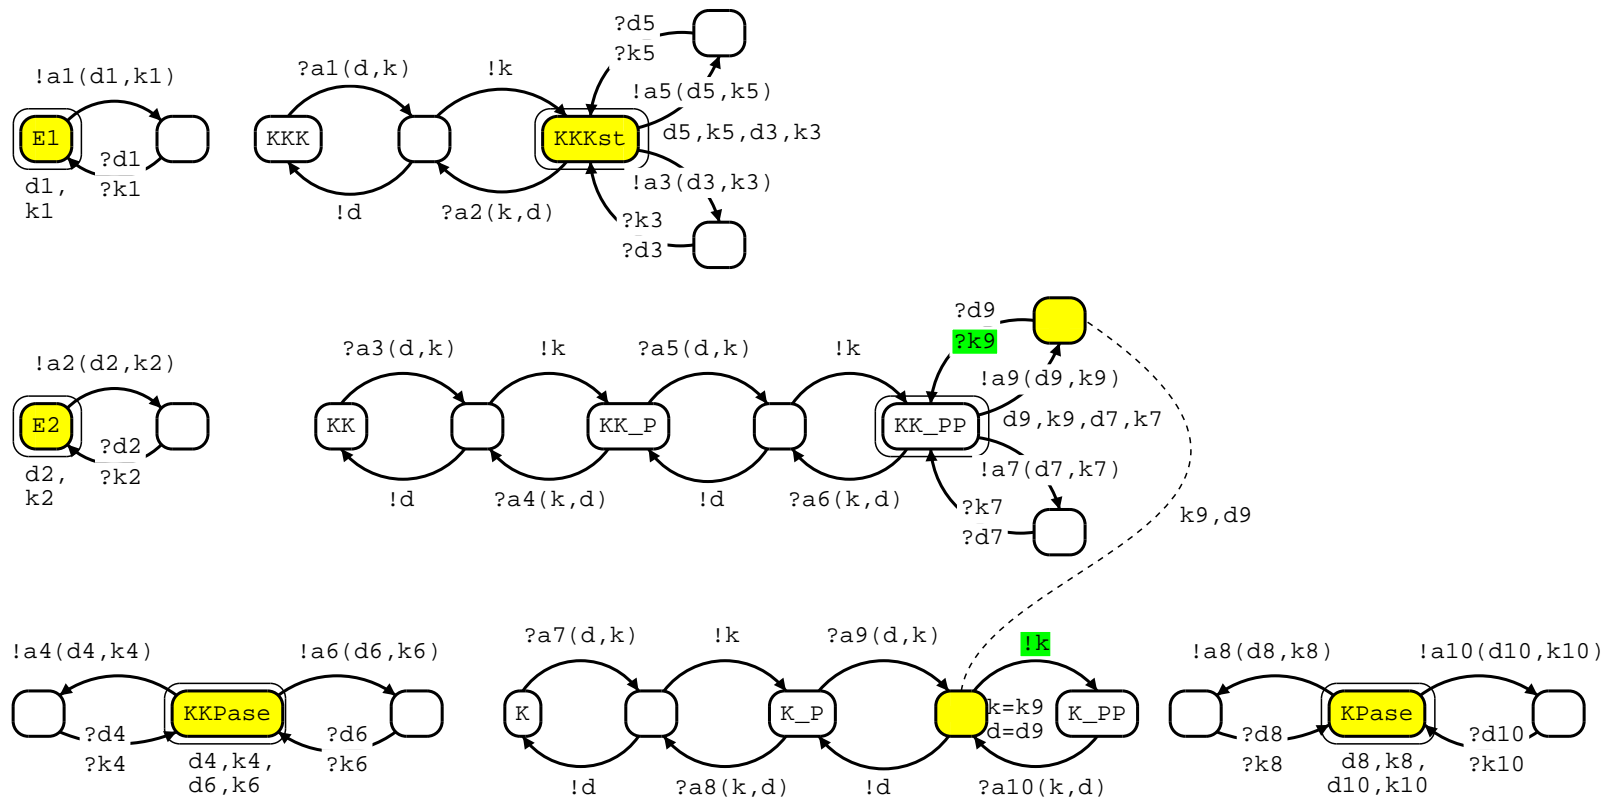 !a1(d1,k1)
E1
?d1
?k1
d1,
k1
?a1(d,k)
!k
KKK
KKKst
!d
?a2(k,d)
?d5
?k5
!a5(d5,k5)
d5,k5,d3,k3
!a3(d3,k3)
?k3
?d3
!a2(d2,k2)
E2
?d2
?k2
d2,
k2
?a3(d,k)
!k
?a5(d,k)
!k
KK
KK_P
KK_PP
!d
?a4(k,d)
!d
?a6(k,d)
?d9
?k9
!a9(d9,k9)
d9,k9,d7,k7
!a7(d7,k7)
?k7
?d7
k9,d9
!a4(d4,k4)
!a6(d6,k6)
KKPase
?d4
?k4
?d6
?k6
d4,k4,
d6,k6
?a7(d,k)
!k
?a9(d,k)
!k
K
K_P
k=k9
d=d9
K_PP
!d
?a8(k,d)
!d
?a10(k,d)
!a8(d8,k8)
!a10(d10,k10)
KPase
?d8
?k8
?d10
?k10
d8,k8,
d10,k10